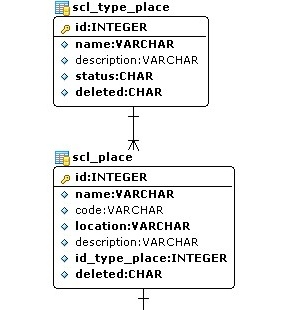 scl_type_place
id:INTEGER
name:VARCHAR
description:VARCHAR
status:CHAR
deleted:CHAR
scl_place
id:INTEGER
name:VARCHAR
code:VARCHAR
location:VARCHAR
description:VARCHAR
id_type_place:INTEGER
deleted:CHAR